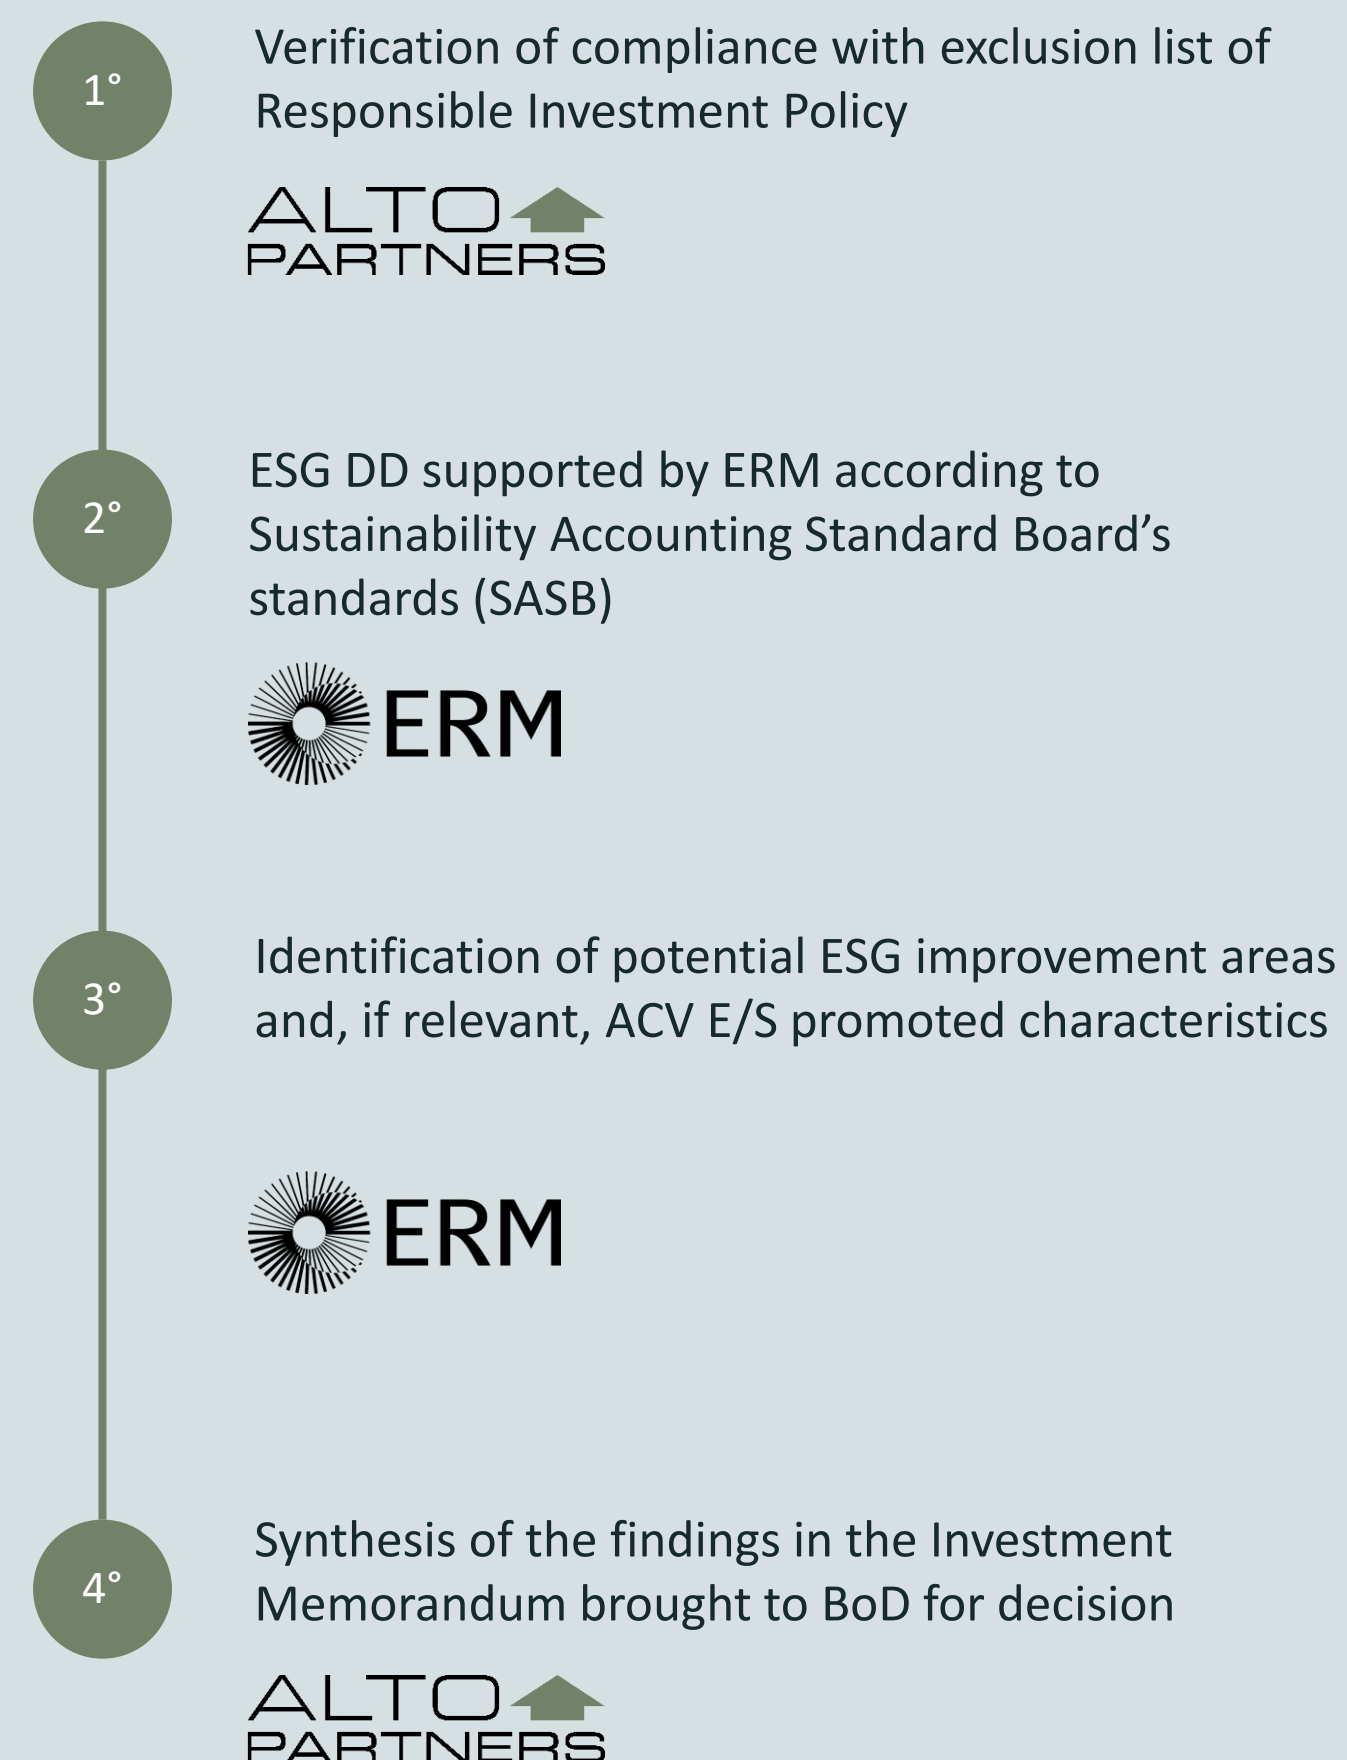 1°
Verification of compliance with exclusion list of
Responsible Investment Policy
ALTO
PARTNERS
2°
ESG DD supported by ERM according to
Sustainability Accounting Standard Board’s
standards (SASB)
ERM
3°
Identification of potential ESG improvement areas
and, if relevant, ACV E/S promoted characteristics
ERM
4°
Synthesis of the findings in the Investment
Memorandum brought to BoD for decision
ALTO
PARTNERS